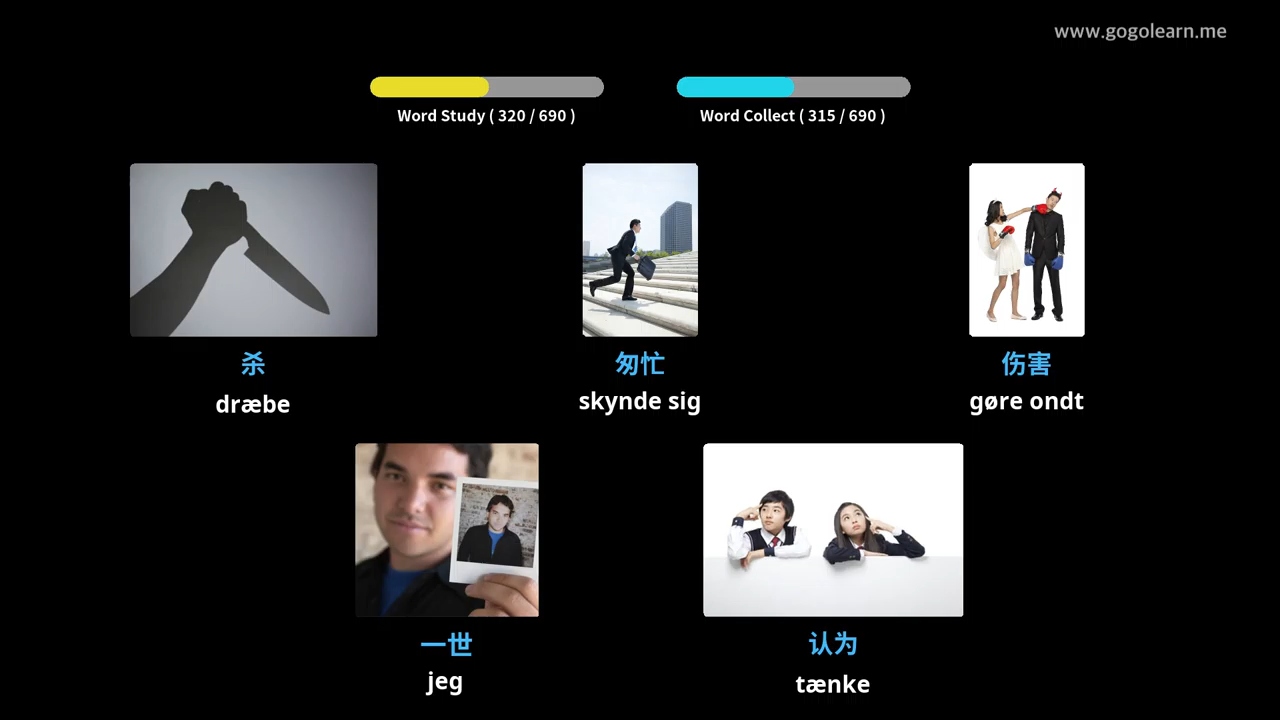 www.gogolearn.me
Word Study ( 320 / 690 )
Word Collect ( 315 / 690 )
杀
dræbe
匆忙
skynde sig
伤害
gøre ondt
一世
jeg
认为
tænke